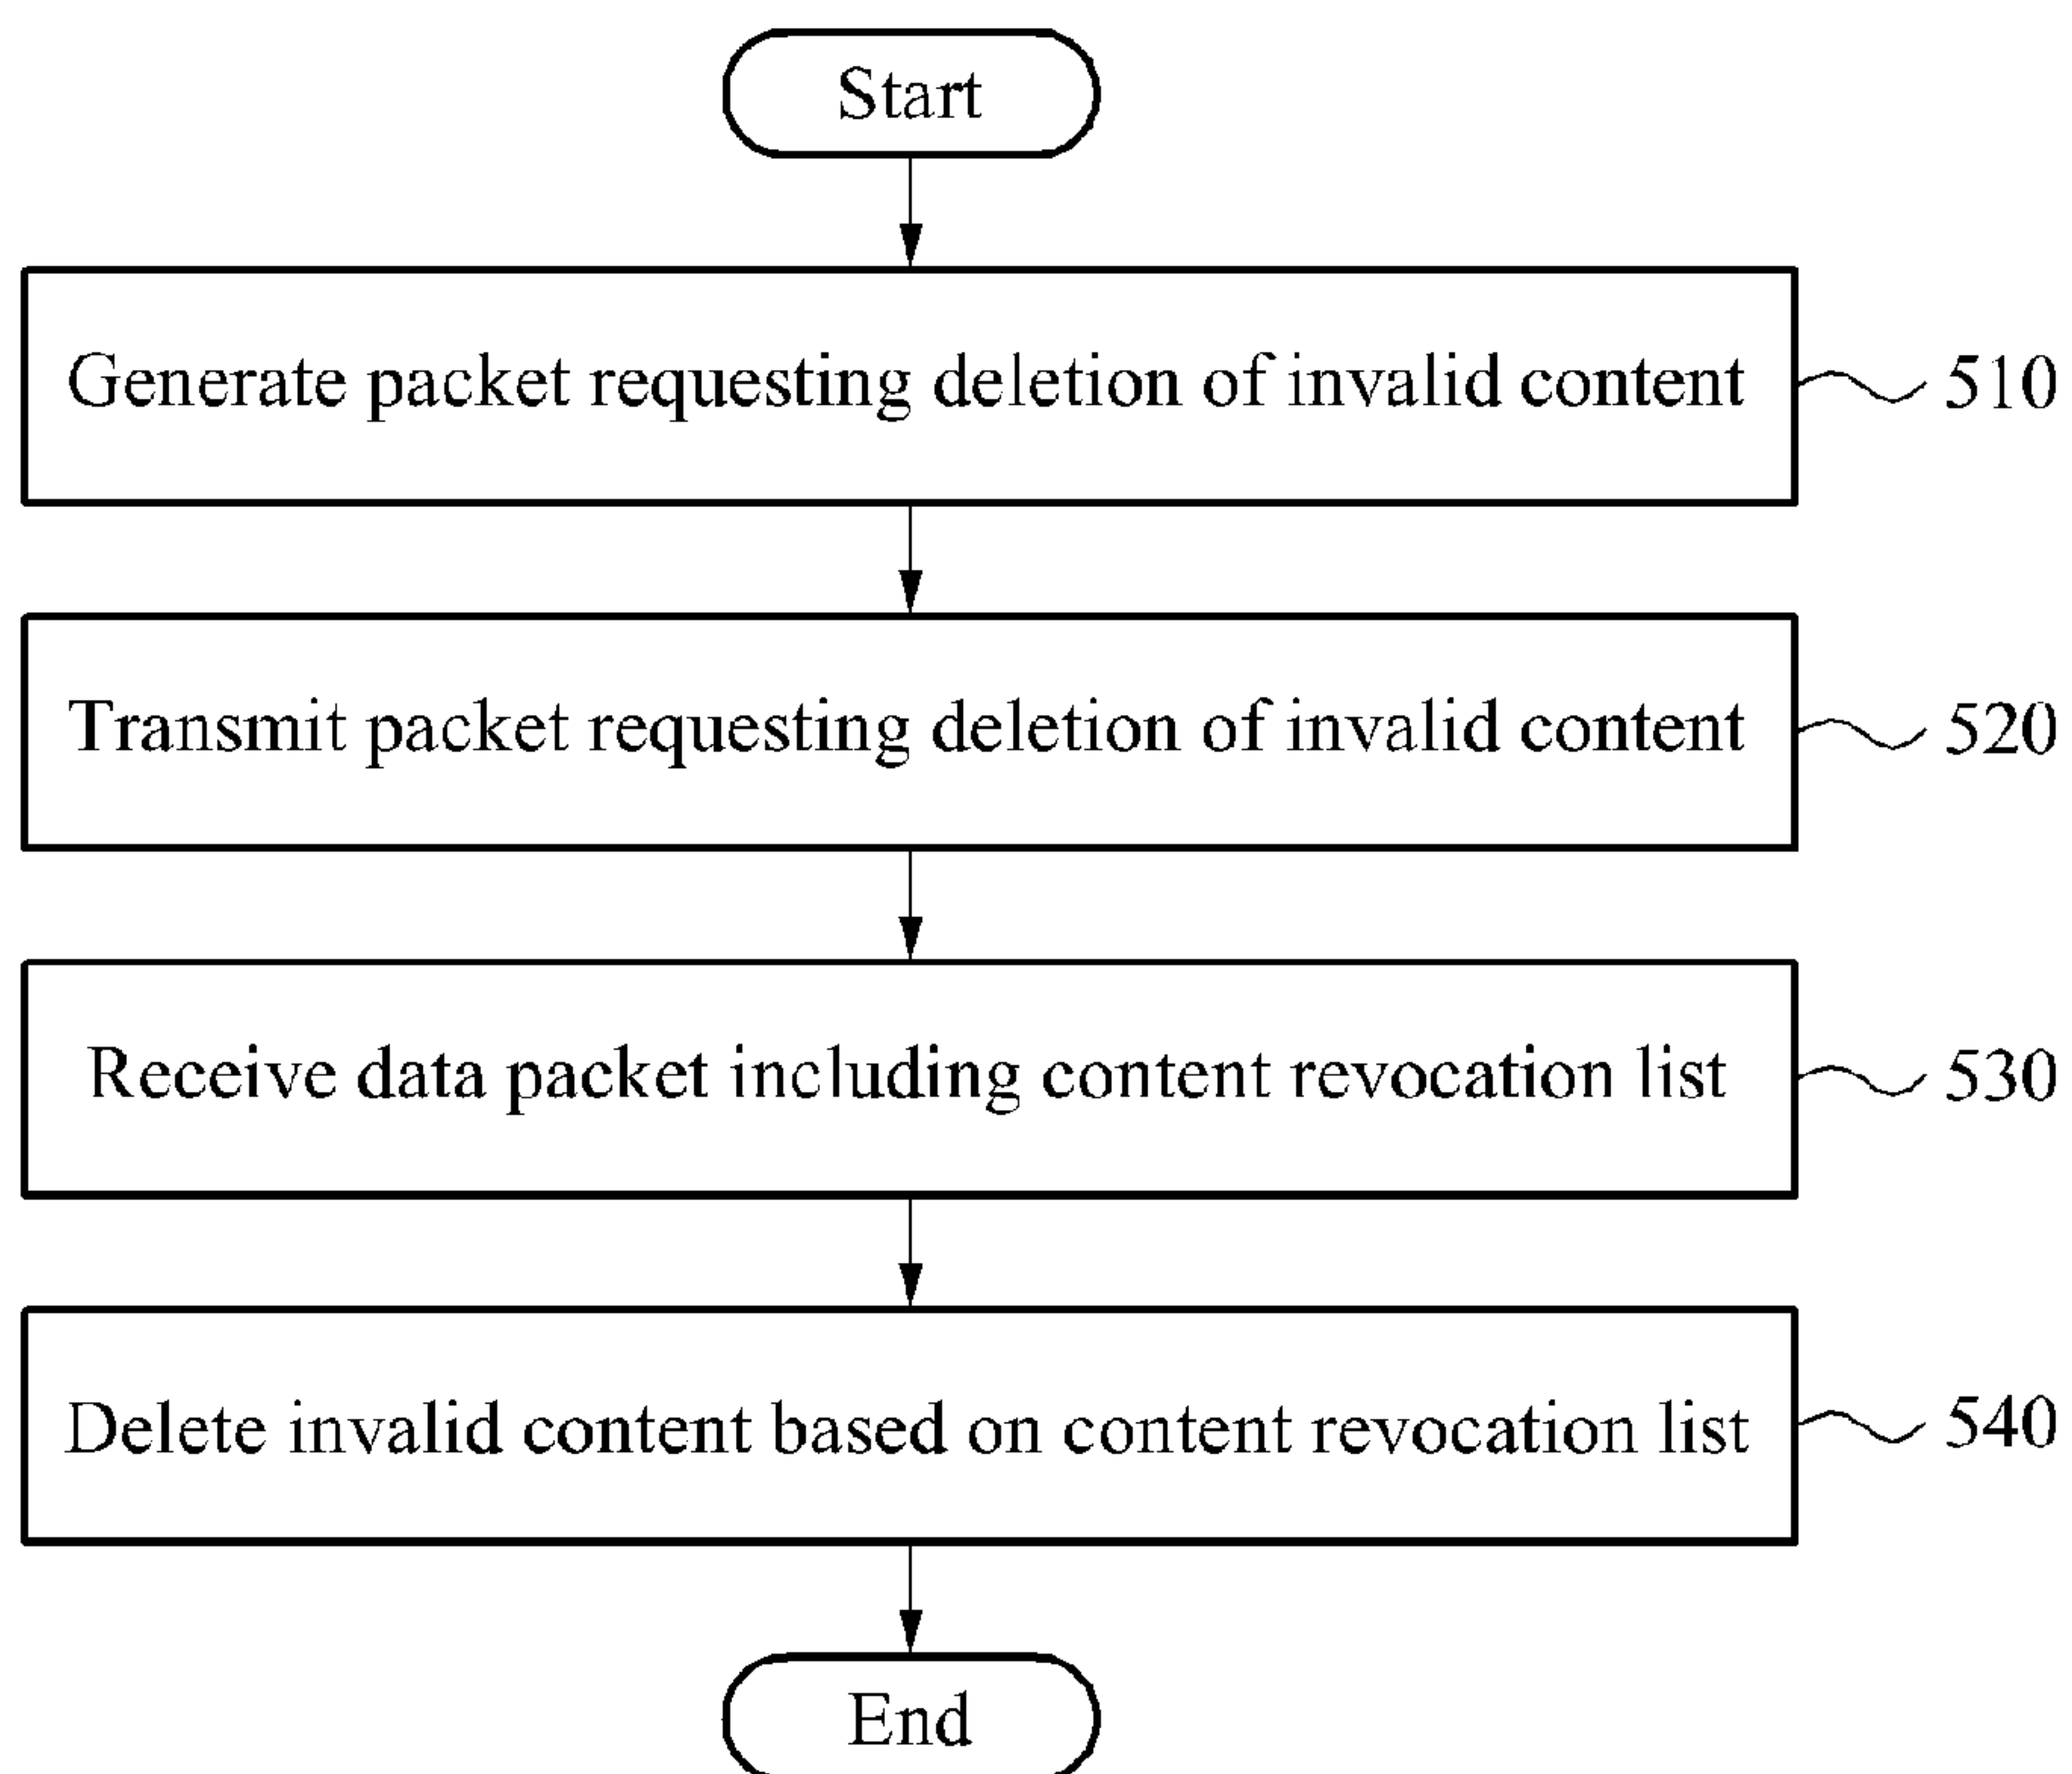 Start
Generate packet requesting deletion of invalid content 510
Transmit packet requesting deletion of invalid content 520
Receive data packet including content revocation list 530
Delete invalid content based on content revocation list 540
End